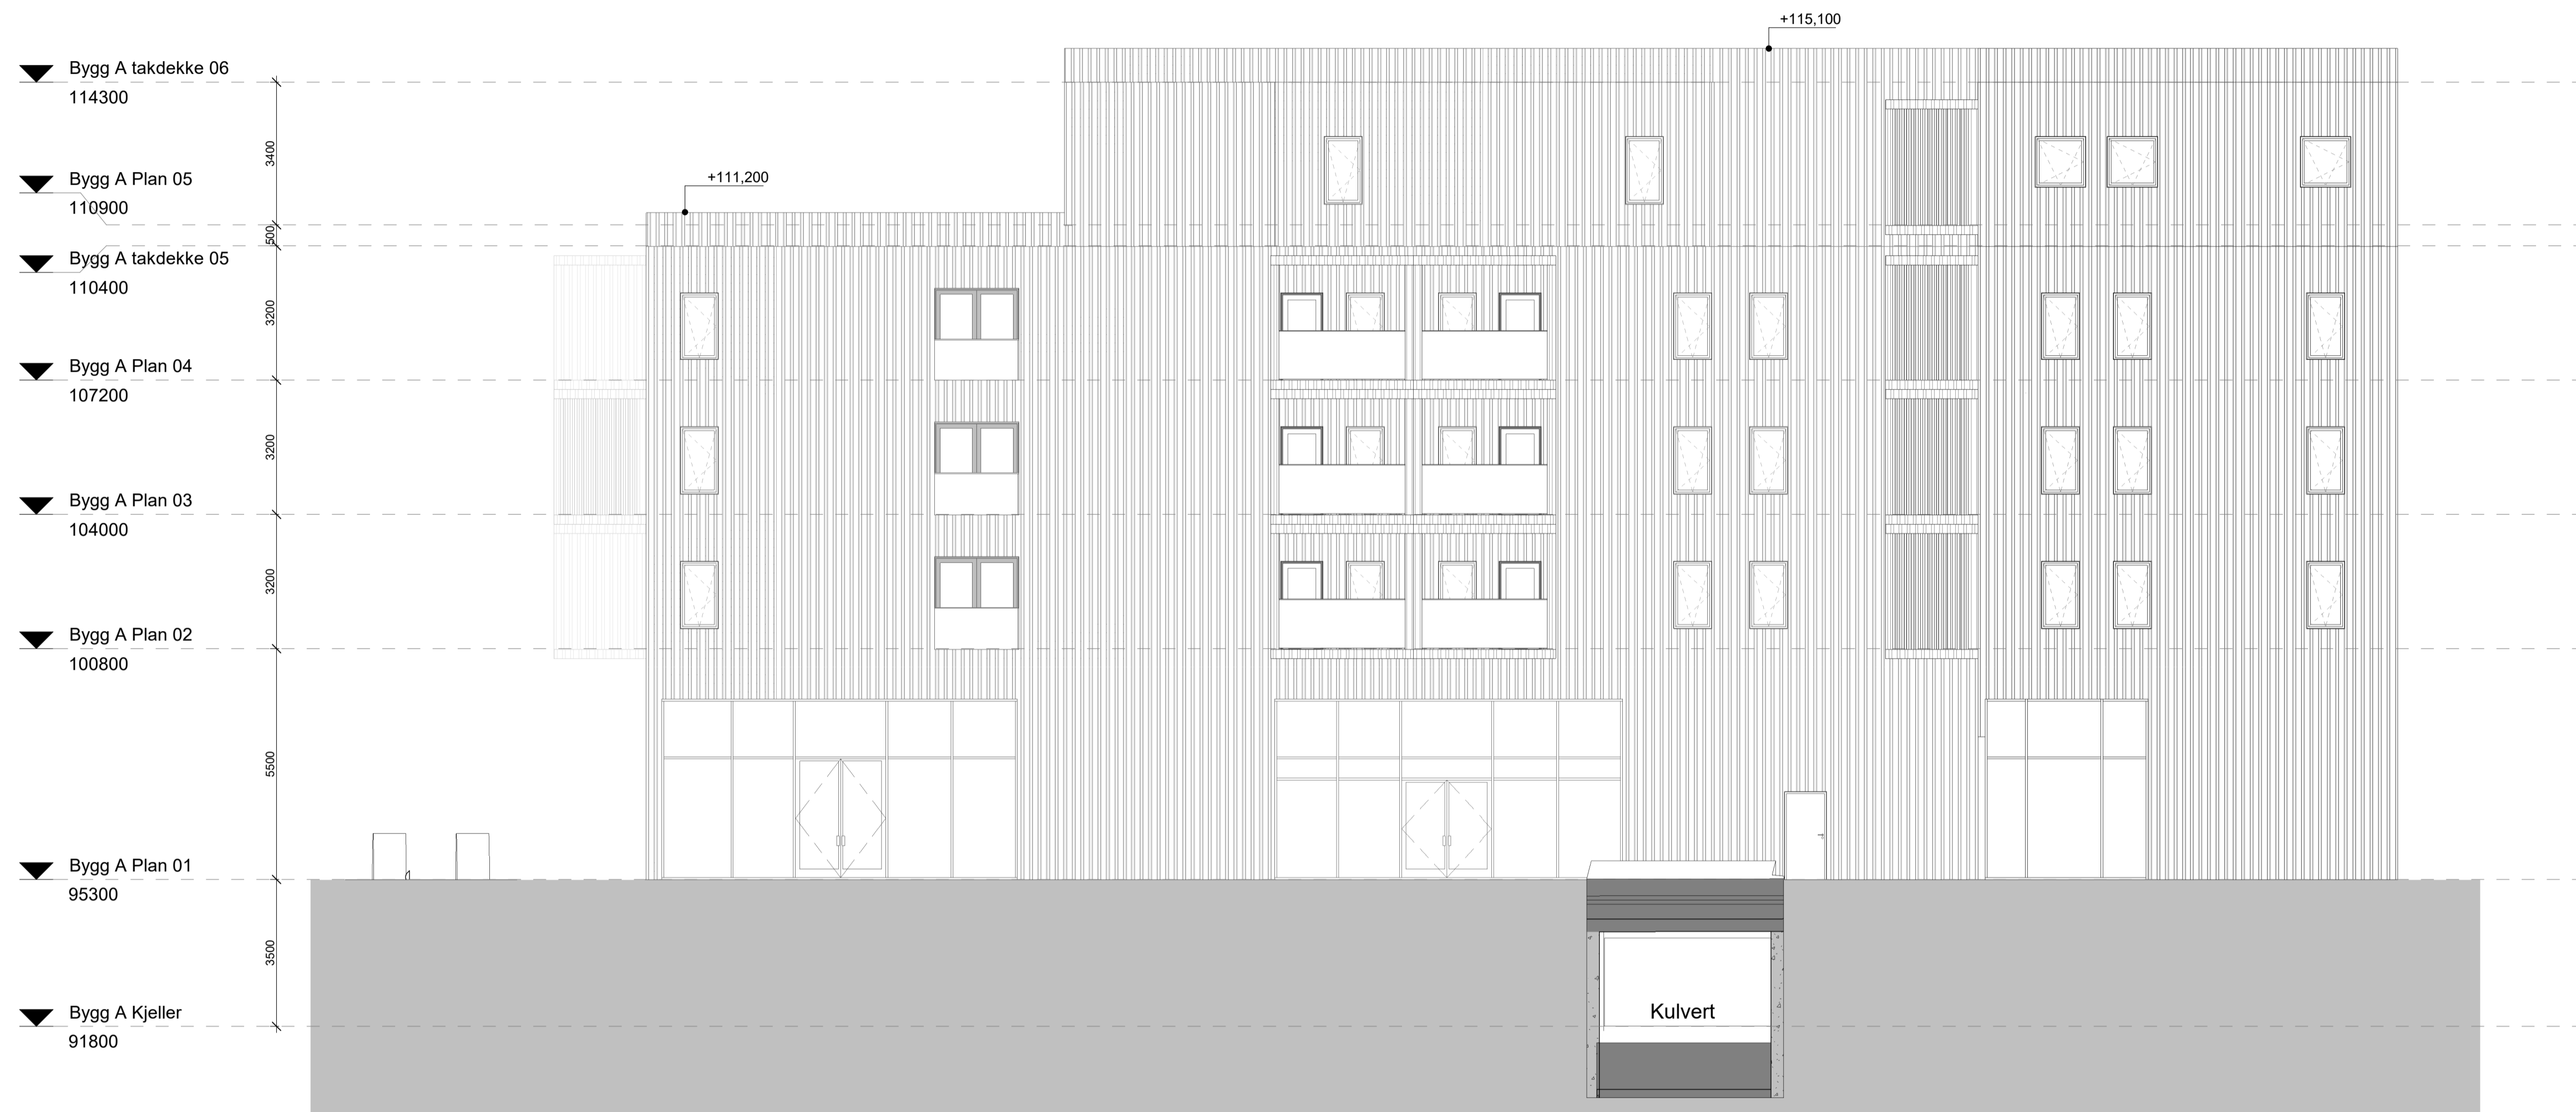 +115,100
Bygg A takdekke 06
114300
3400
+111,200
Bygg A Plan 05
110900
500
Bygg A takdekke 05
110400
3200
Bygg A Plan 04
107200
3200
Bygg A Plan 03
104000
3200
Bygg A Plan 02
100800
5500
Bygg A Plan 01
95300
3500
Bygg A Kjeller
91800
Kulvert